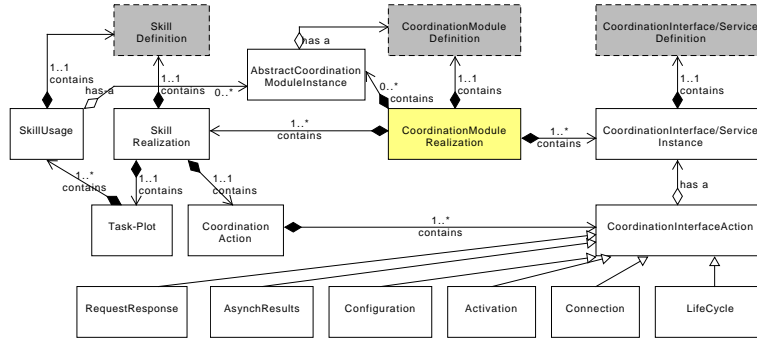 Skill
Definition
CoordinationModule
Definition
CoordinationInterface/Service
Definition
has a
1..1
contains
has-a
1..1
contains
AbstractCoordination
ModuleInstance
0..*
0..*
contains
1..1
contains
1..1
contains
SkillUsage
Skill
Realization
1..*
contains
CoordinationModule
Realization
1..*
contains
CoordinationInterface/Service
Instance
1..*
contains
1..1
contains
1..1
contains
has a
Task-Plot
Coordination
Action
1..*
contains
CoordinationInterfaceAction
RequestResponse
AsynchResults
Configuration
Activation
Connection
LifeCycle